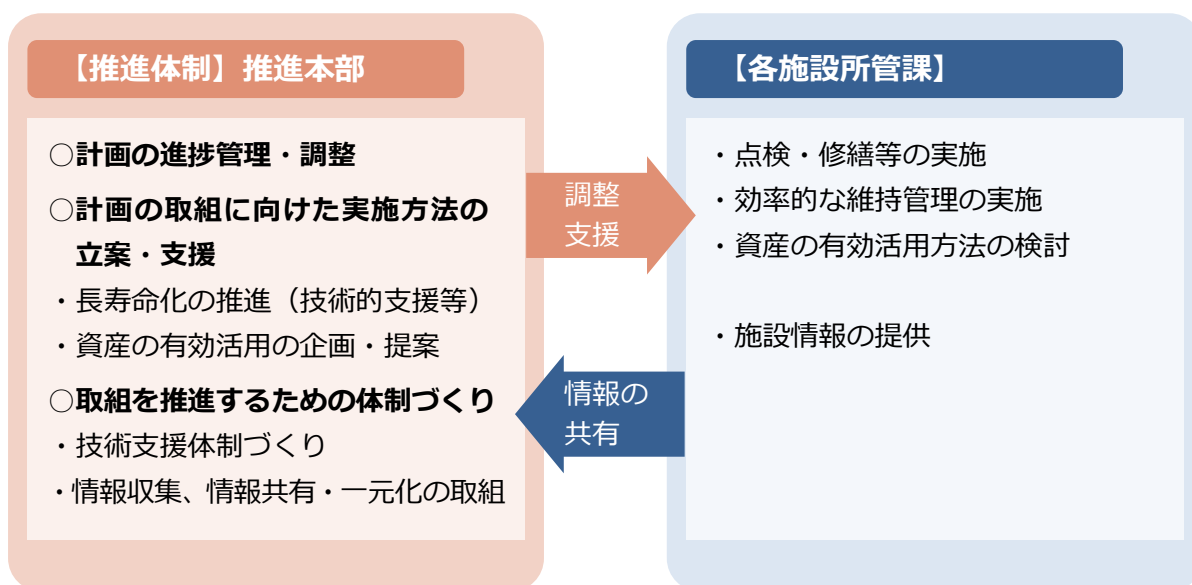 【推進体制】推進本部
○計画の進捗管理・調整
○計画の取組に向けた実施方法の
立案・支援
・長寿命化の推進（技術的支援等）
・資産の有効活用の企画・提案
○取組を推進するための体制づくり
・技術支援体制づくり
・情報収集、情報共有・一元化の取組
調整
支援
情報の
共有
【各施設所管課】
・点検・修繕等の実施
・効率的な維持管理の実施
・資産の有効活用方法の検討
・施設情報の提供